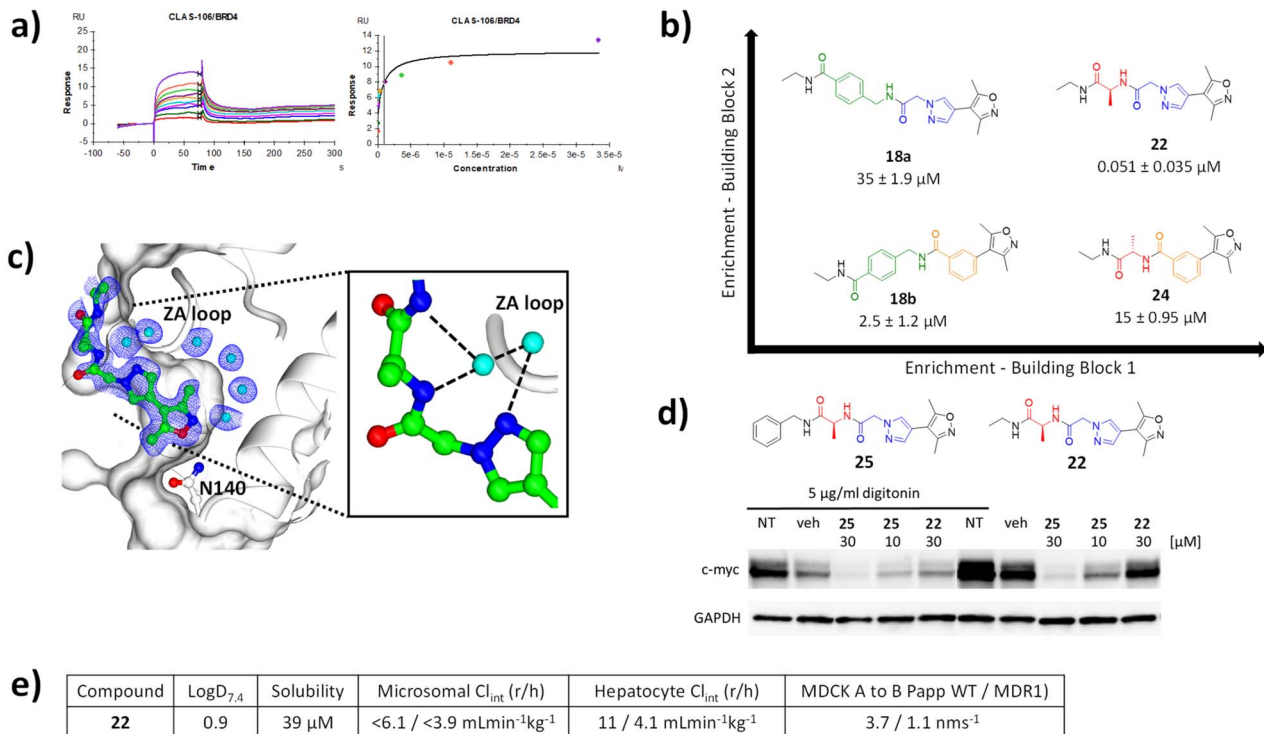 a)
RU
CLAS-106/BRD4
25
20
15
10
5
0
-5
-100 -50 0 50 100 150 200 250 300
Response
Time
s
RU
CLAS-106/BRD4
14
12
10
8
6
4
2
0
0 5e-6 1e-5 1.5e-5 2e-5 2.5e-5 3e-5 3.5e-5
Response
Concentration
b)
Enrichment - Building Block 2
18a
35 ± 1.9 µM
22
0.051 ± 0.035 µM
18b
2.5 ± 1.2 µM
24
15 ± 0.95 µM
Enrichment - Building Block 1
c)
ZA loop
N140
ZA loop
d)
25
22
5 µg/ml digitonin
NT veh 25 25 22 NT veh 25 25 22
30 10 30 30 10 30 [µM]
c-myc
GAPDH
e)
Compound LogD7.4 Solubility Microsomal Clint (r/h) Hepatocyte Clint (r/h) MDCK A to B Papp WT / MDR1)
22 0.9 39 µM <6.1 / <3.9 mLmin-1kg-1 11 / 4.1 mLmin-1kg-1 3.7 / 1.1 nms-1